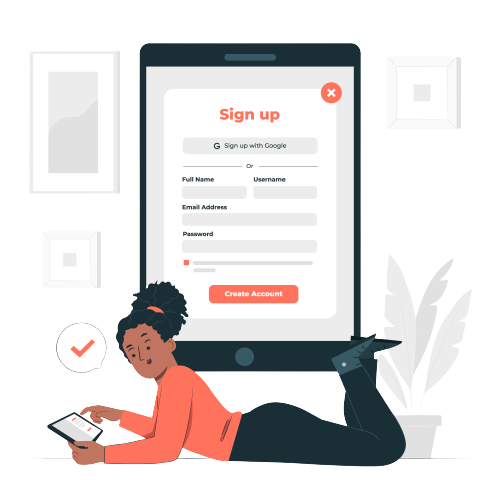 Sign up
G Sign up with Google
Or
Full Name Username
Email Address
Password
Create Account